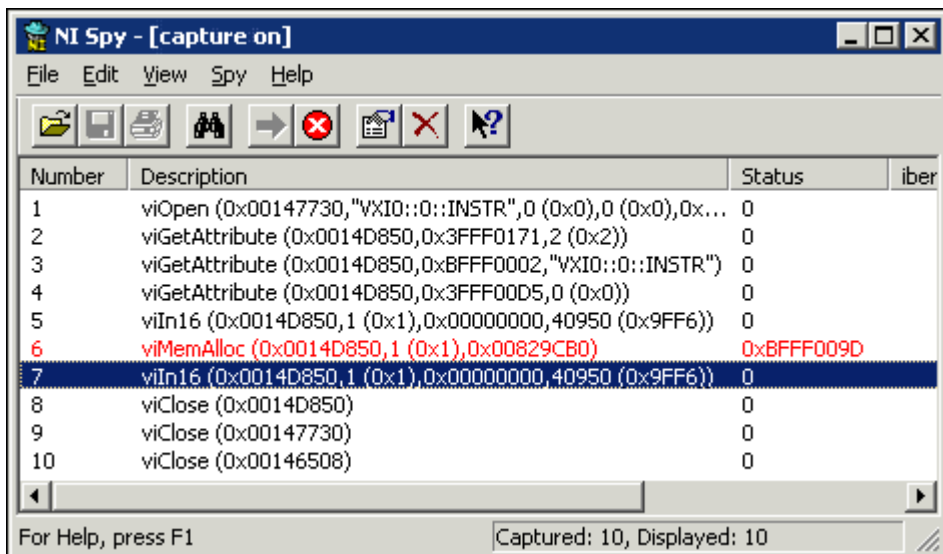 NI Spy - [capture on]
File Edit View Spy Help
Number Description Status iber
1 viOpen (0x00147730,"VXI0::0::INSTR",0 (0x0),0 (0x0),0x... 0
2 viGetAttribute (0x0014D850,0x3FFF0171,2 (0x2)) 0
3 viGetAttribute (0x0014D850,0xBFFF0002,"VXI0::0::INSTR") 0
4 viGetAttribute (0x0014D850,0x3FFF00D5,0 (0x0)) 0
5 viIn16 (0x0014D850,1 (0x1),0x00000000,40950 (0x9FF6)) 0
6 viMemAlloc (0x0014D850,1 (0x1),0x00829CB0) 0xBFFF009D
7 viIn16 (0x0014D850,1 (0x1),0x00000000,40950 (0x9FF6)) 0
8 viClose (0x0014D850) 0
9 viClose (0x00147730) 0
10 viClose (0x00146508) 0
For Help, press F1 Captured: 10, Displayed: 10